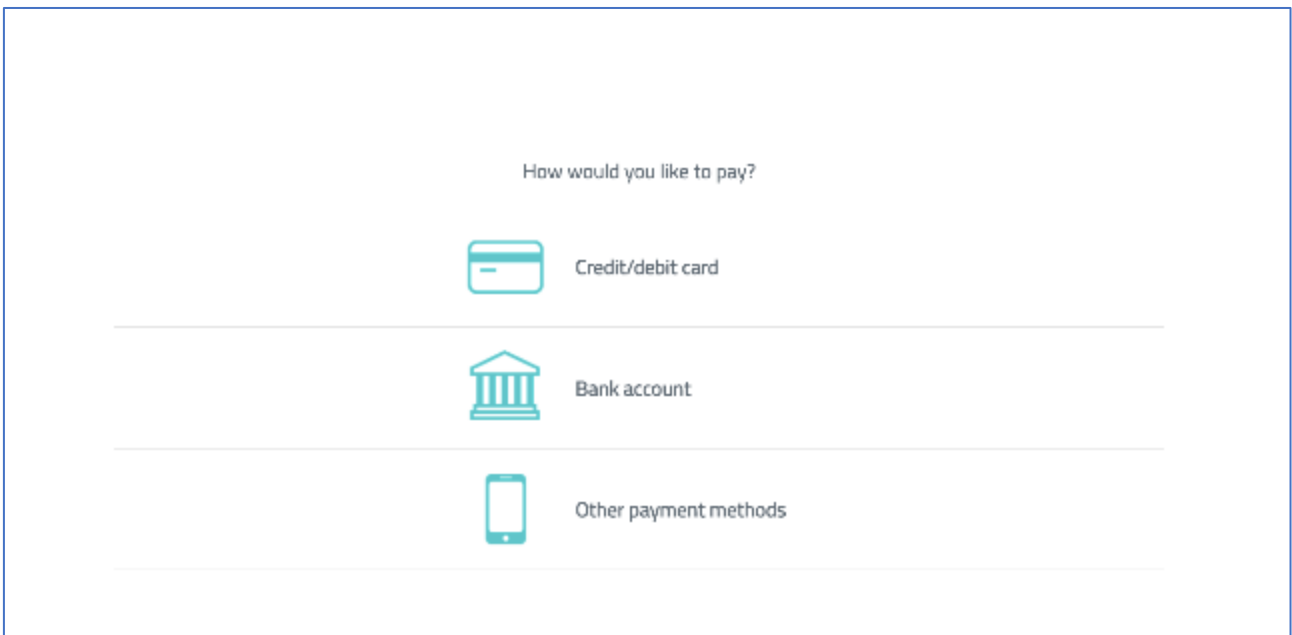 How would you like to pay?
Credit/debit card
Bank account
Other payment methods